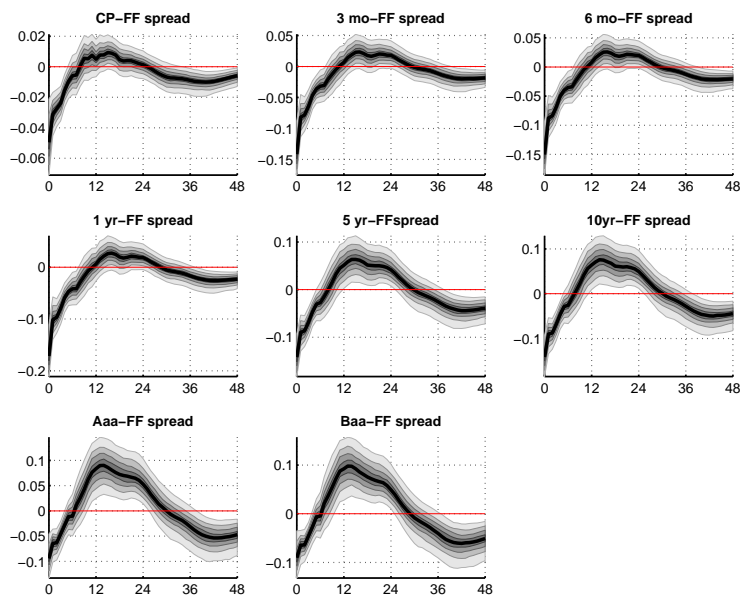 CP−FF spread
3 mo−FF spread
6 mo−FF spread
0.02
0
−0.02
−0.04
−0.06
0 12 24 36 48
0.05
0
−0.05
−0.1
−0.15
0 12 24 36 48
0.05
0
−0.05
−0.1
−0.15
0 12 24 36 48
1 yr−FF spread
5 yr−FFspread
10yr−FF spread
0
−0.1
−0.2
0 12 24 36 48
0.1
0
−0.1
0 12 24 36 48
0.1
0
−0.1
0 12 24 36 48
Aaa−FF spread
Baa−FF spread
0.1
0.05
0
−0.05
−0.1
0 12 24 36 48
0.1
0
−0.1
0 12 24 36 48